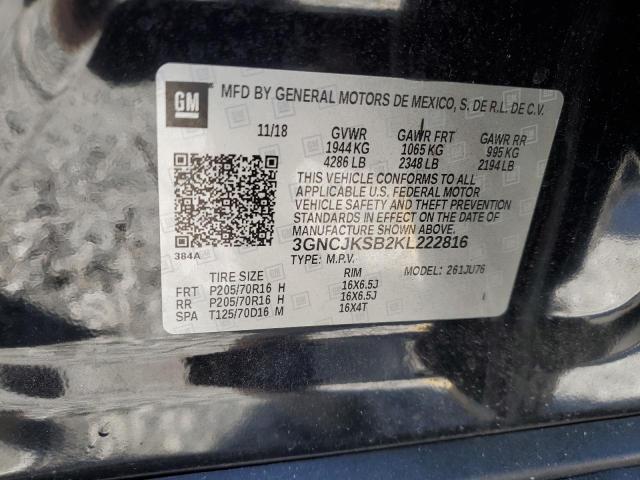 GM
MFD BY GENERAL MOTORS DE MEXICO, S. DE R.L. DE C.V.
11/18 GVWR GAWR FRT GAWR RR
1944 KG 1065 KG 995 KG
4286 LB 2348 LB 2194 LB
THIS VEHICLE CONFORMS TO ALL
APPLICABLE U.S. FEDERAL MOTOR
VEHICLE SAFETY AND THEFT PREVENTION
STANDARDS IN EFFECT ON THE DATE OF
MANUFACTURE SHOWN ABOVE.
384A 3GNCJKSB2KL222816
TYPE: M.P.V. MODEL: 261JU76
TIRE SIZE RIM
FRT P205/70R16 H 16X6.5J
RR P205/70R16 H 16X6.5J
SPA T125/70D16 M 16X4T